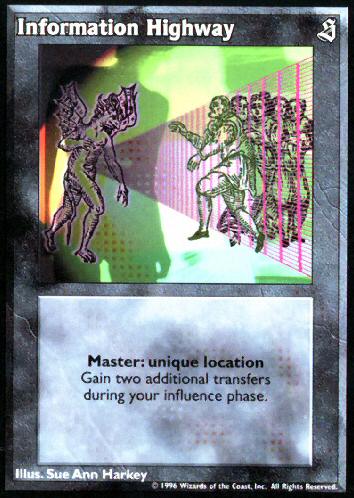 Information Highway
Master: unique location
Gain two additional transfers
during your influence phase.
Illus. Sue Ann Harkey
© 1996 Wizards of the Coast, Inc. All Rights Reserved.